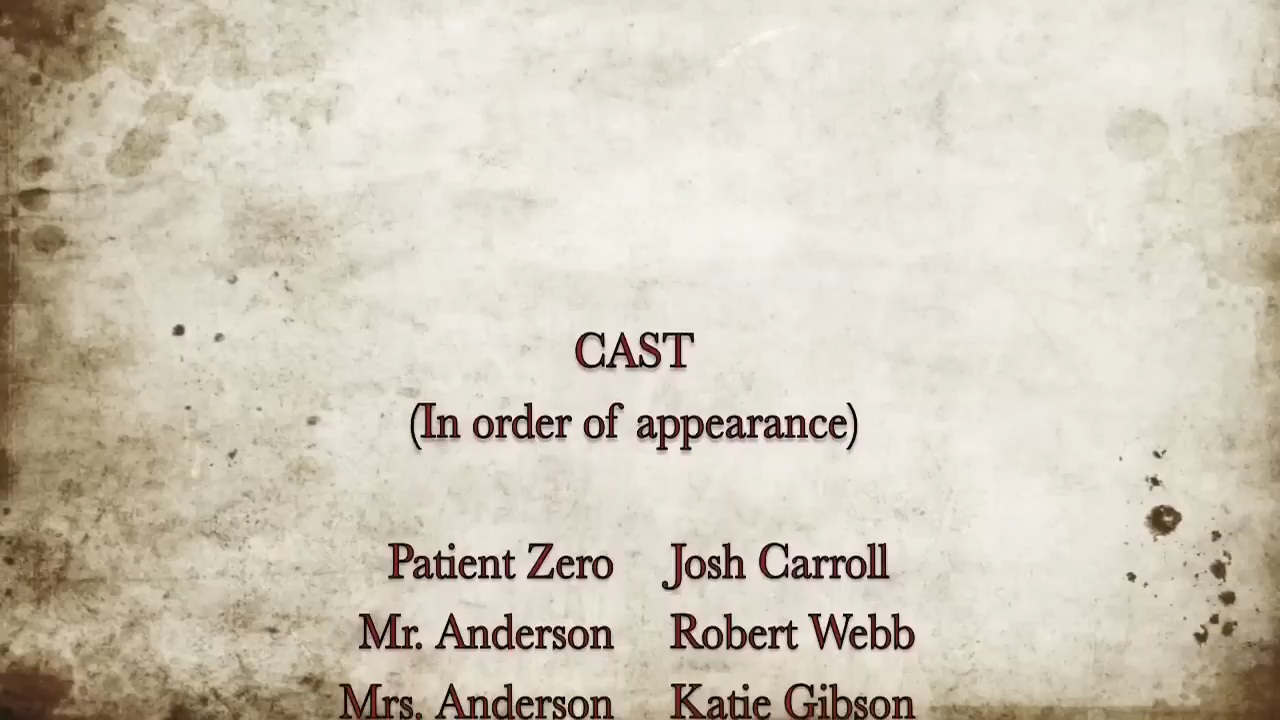 CAST
(In order of appearance)
Patient Zero Josh Carroll
Mr. Anderson Robert Webb
Mrs. Anderson Katie Gibson